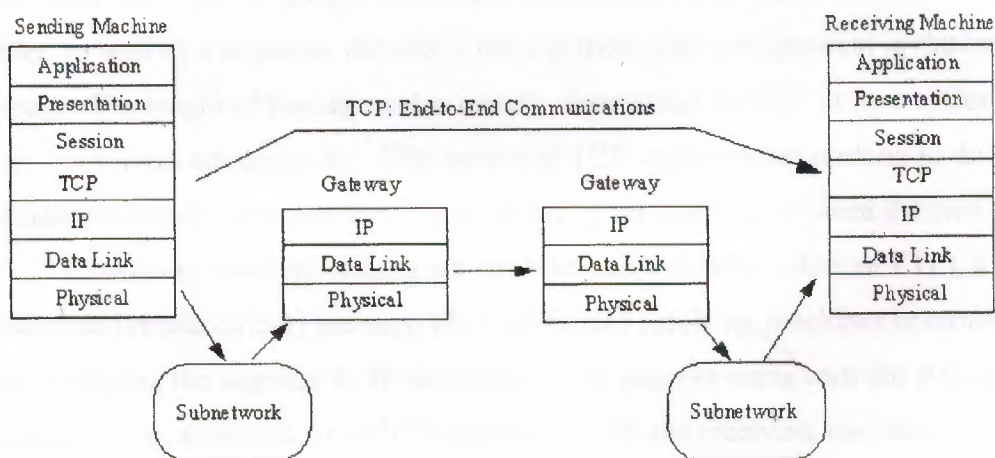 Sending Machine
Application
Presentation
Session
TCP
IP
Data Link
Physical
TCP: End-to-End Communications
Gateway
IP
Data Link
Physical
Gateway
IP
Data Link
Physical
Receiving Machine
Application
Presentation
Session
TCP
IP
Data Link
Physical
Subnetwork
Subnetwork